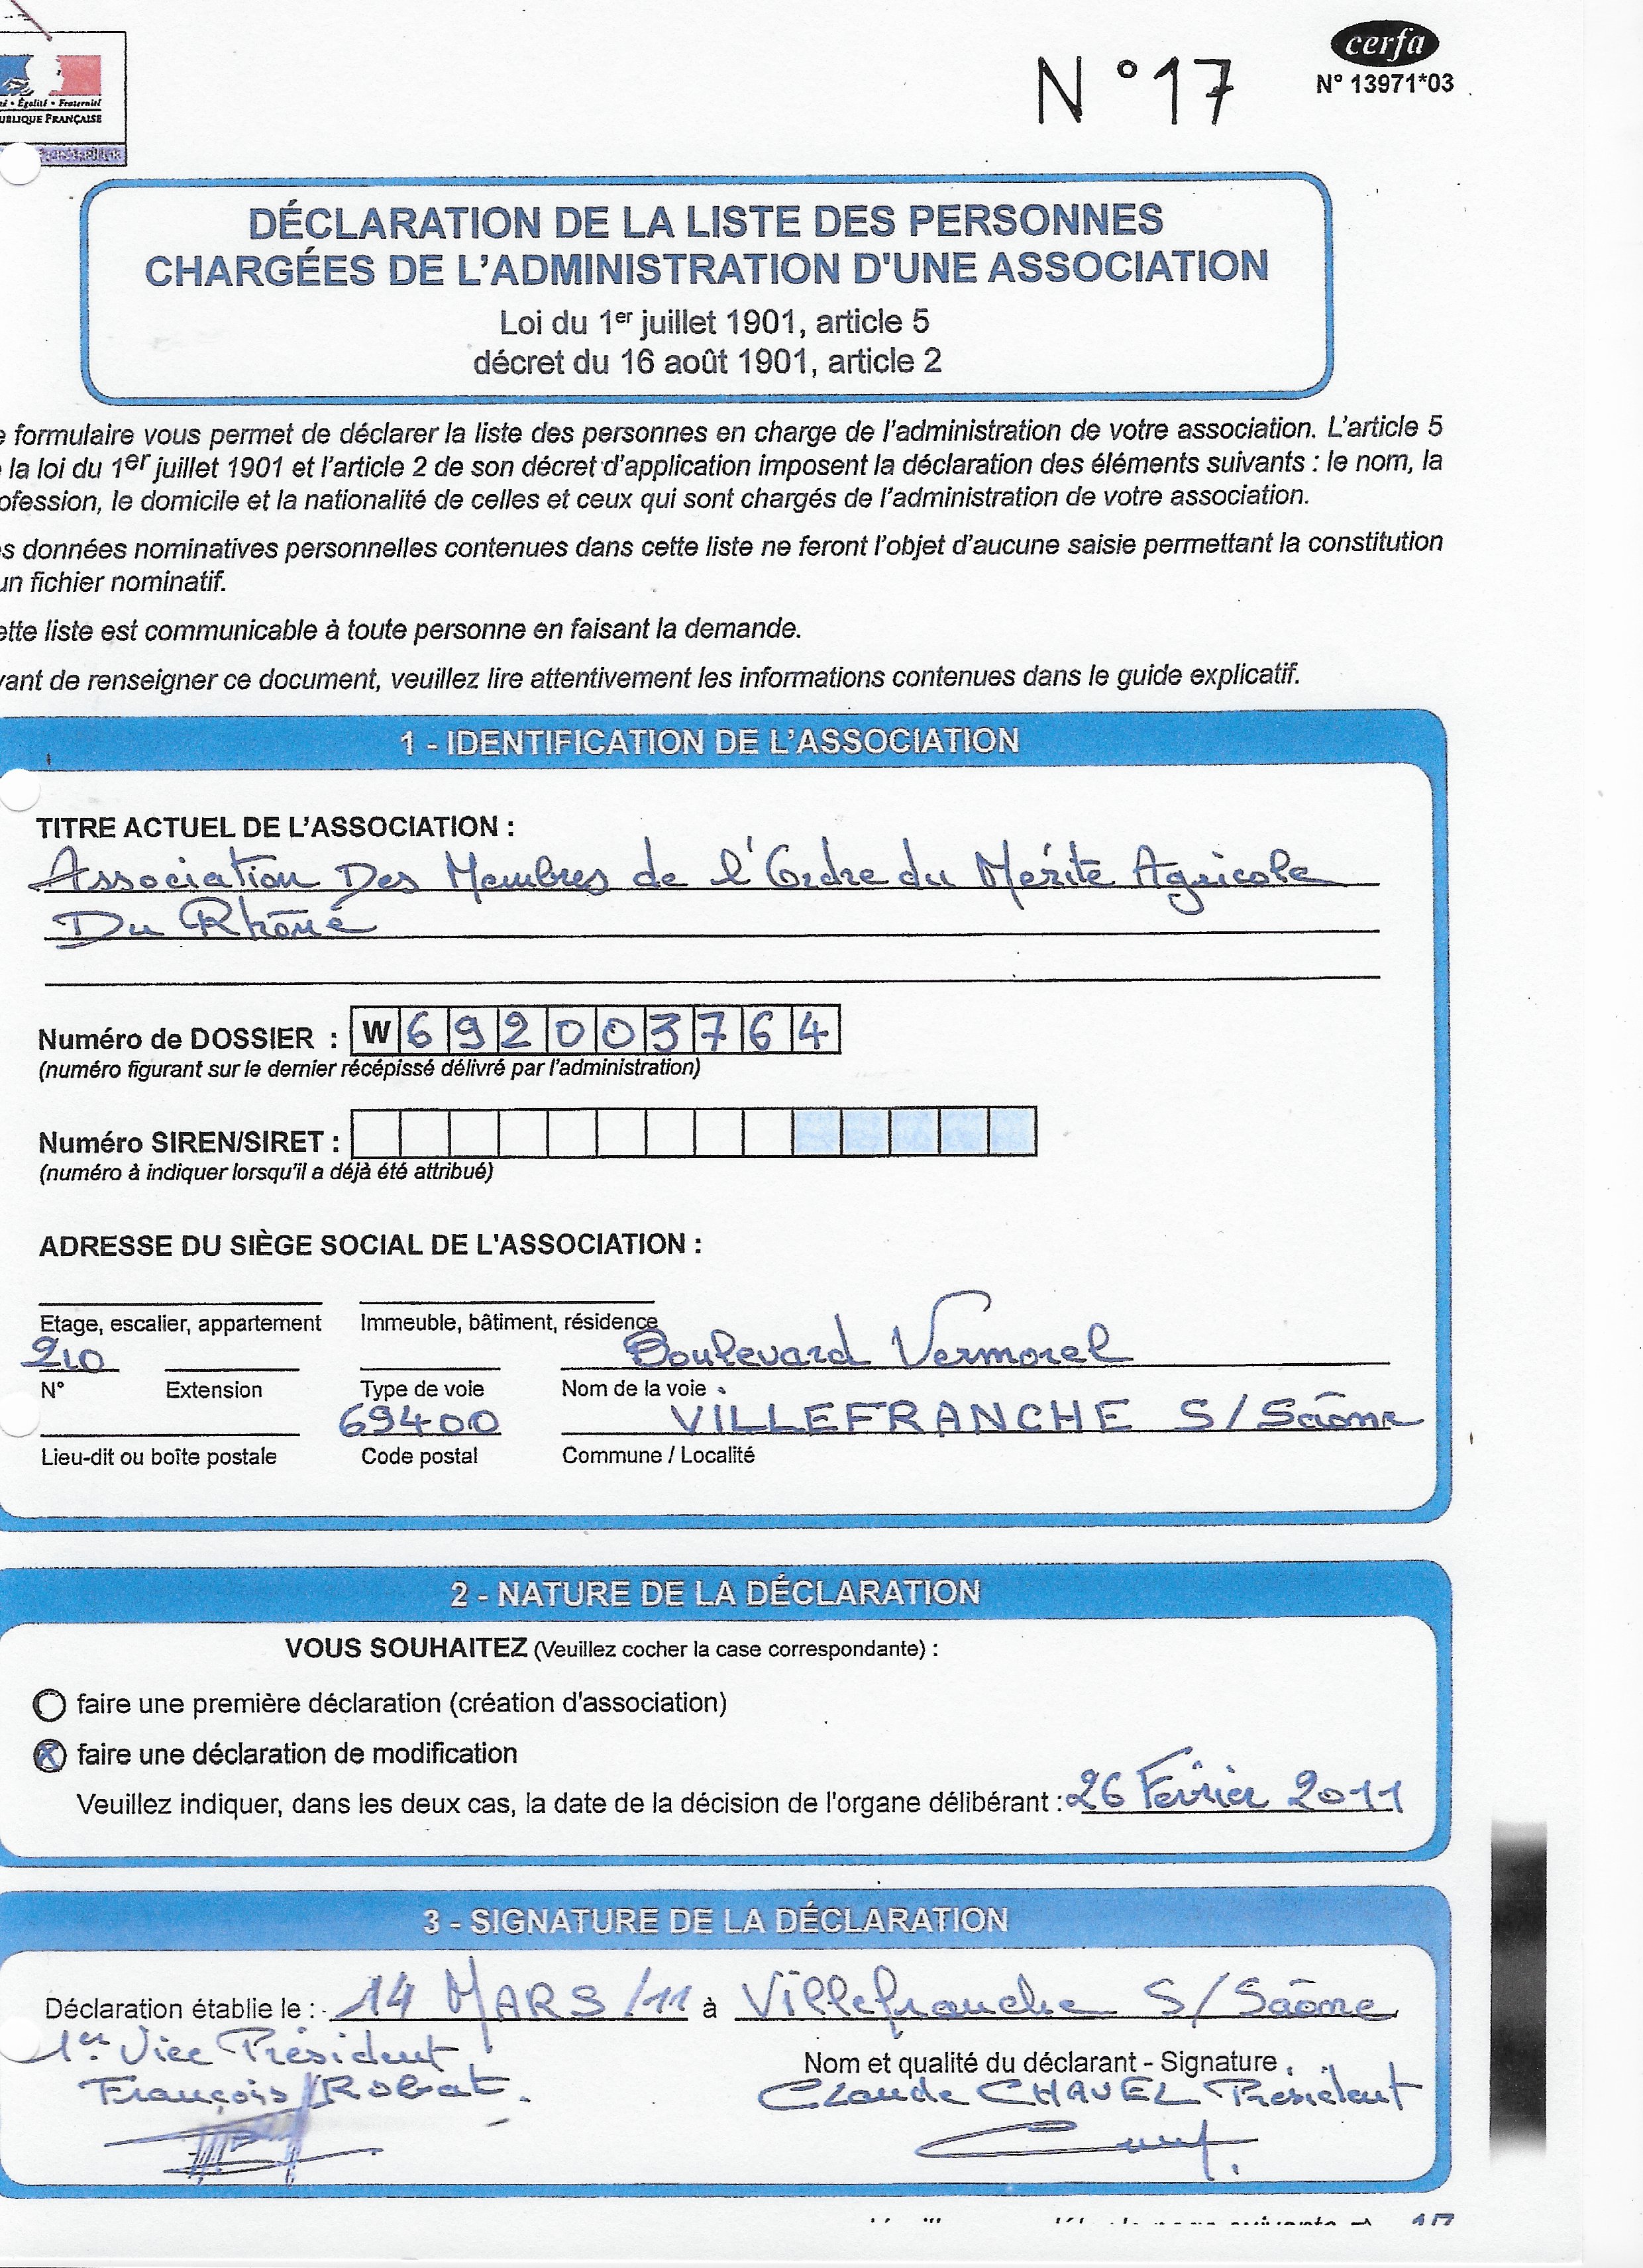 cerfa
N° 17
N° 13971*03
é • Égalité • Fraternité
UBLIQUE FRANÇAISE
DÉCLARATION DE LA LISTE DES PERSONNES
CHARGÉES DE L'ADMINISTRATION D'UNE ASSOCIATION
Loi du 1er juillet 1901, article 5
décret du 16 août 1901, article 2
e formulaire vous permet de déclarer la liste des personnes en charge de l'administration de votre association. L'article 5
la loi du 1er juillet 1901 et l'article 2 de son décret d'application imposent la déclaration des éléments suivants : le nom, la
ofession, le domicile et la nationalité de celles et ceux qui sont chargés de l'administration de votre association.
s données nominatives personnelles contenues dans cette liste ne feront l'objet d'aucune saisie permettant la constitution
un fichier nominatif.
ette liste est communicable à toute personne en faisant la demande.
vant de renseigner ce document, veuillez lire attentivement les informations contenues dans le guide explicatif.
1 - IDENTIFICATION DE L'ASSOCIATION
TITRE ACTUEL DE L'ASSOCIATION :
Association Des Membres de l'Ordre du Mérite Agricole
Du Rhône
Numéro de DOSSIER : W692003764
(numéro figurant sur le dernier récépissé délivré par l'administration)
Numéro SIREN/SIRET :
(numéro à indiquer lorsqu'il a déjà été attribué)
ADRESSE DU SIÈGE SOCIAL DE L'ASSOCIATION :
Etage, escalier, appartement Immeuble, bâtiment, résidence
210 Boulevard Vermorel
N° Extension Type de voie Nom de la voie
69400 VILLEFRANCHE S/Saône
Lieu-dit ou boîte postale Code postal Commune / Localité
2 - NATURE DE LA DÉCLARATION
VOUS SOUHAITEZ (Veuillez cocher la case correspondante) :
faire une première déclaration (création d'association)
X faire une déclaration de modification
Veuillez indiquer, dans les deux cas, la date de la décision de l'organe délibérant : 26 Février 2011
3 - SIGNATURE DE LA DÉCLARATION
Déclaration établie le : 14 MARS /11 à Villefranche S/Saône
1er Vice Président
Nom et qualité du déclarant - Signature
François Robat. Claude CHAVEL Président
1/7